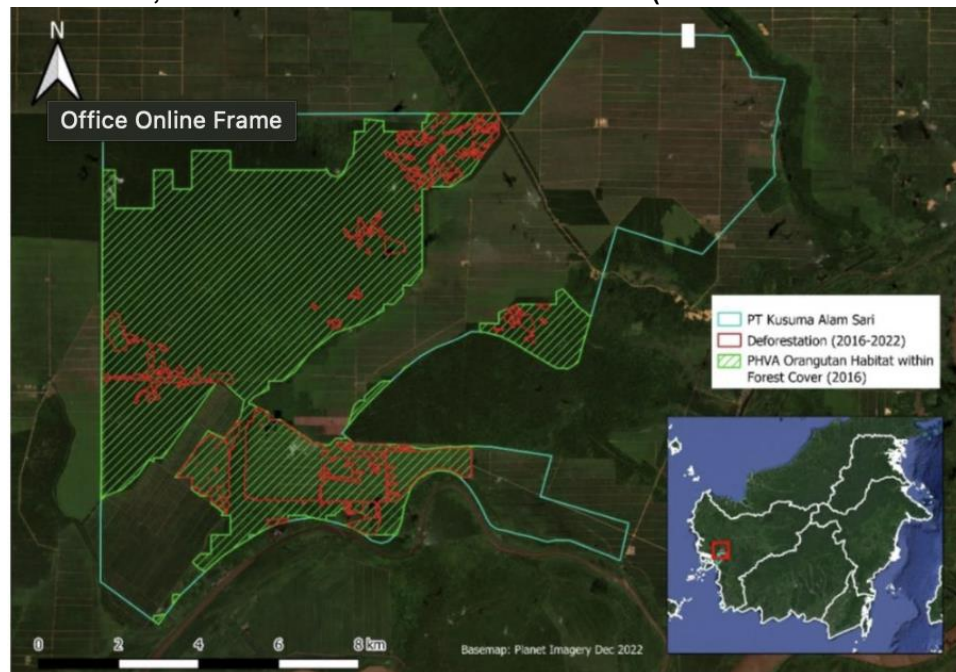 N
Office Online Frame
PT Kusuma Alam Sari
Deforestation (2016-2022)
PHVA Orangutan Habitat within
Forest Cover (2016)
0 2 4 6 8 km
Basemap: Planet Imagery Dec 2022